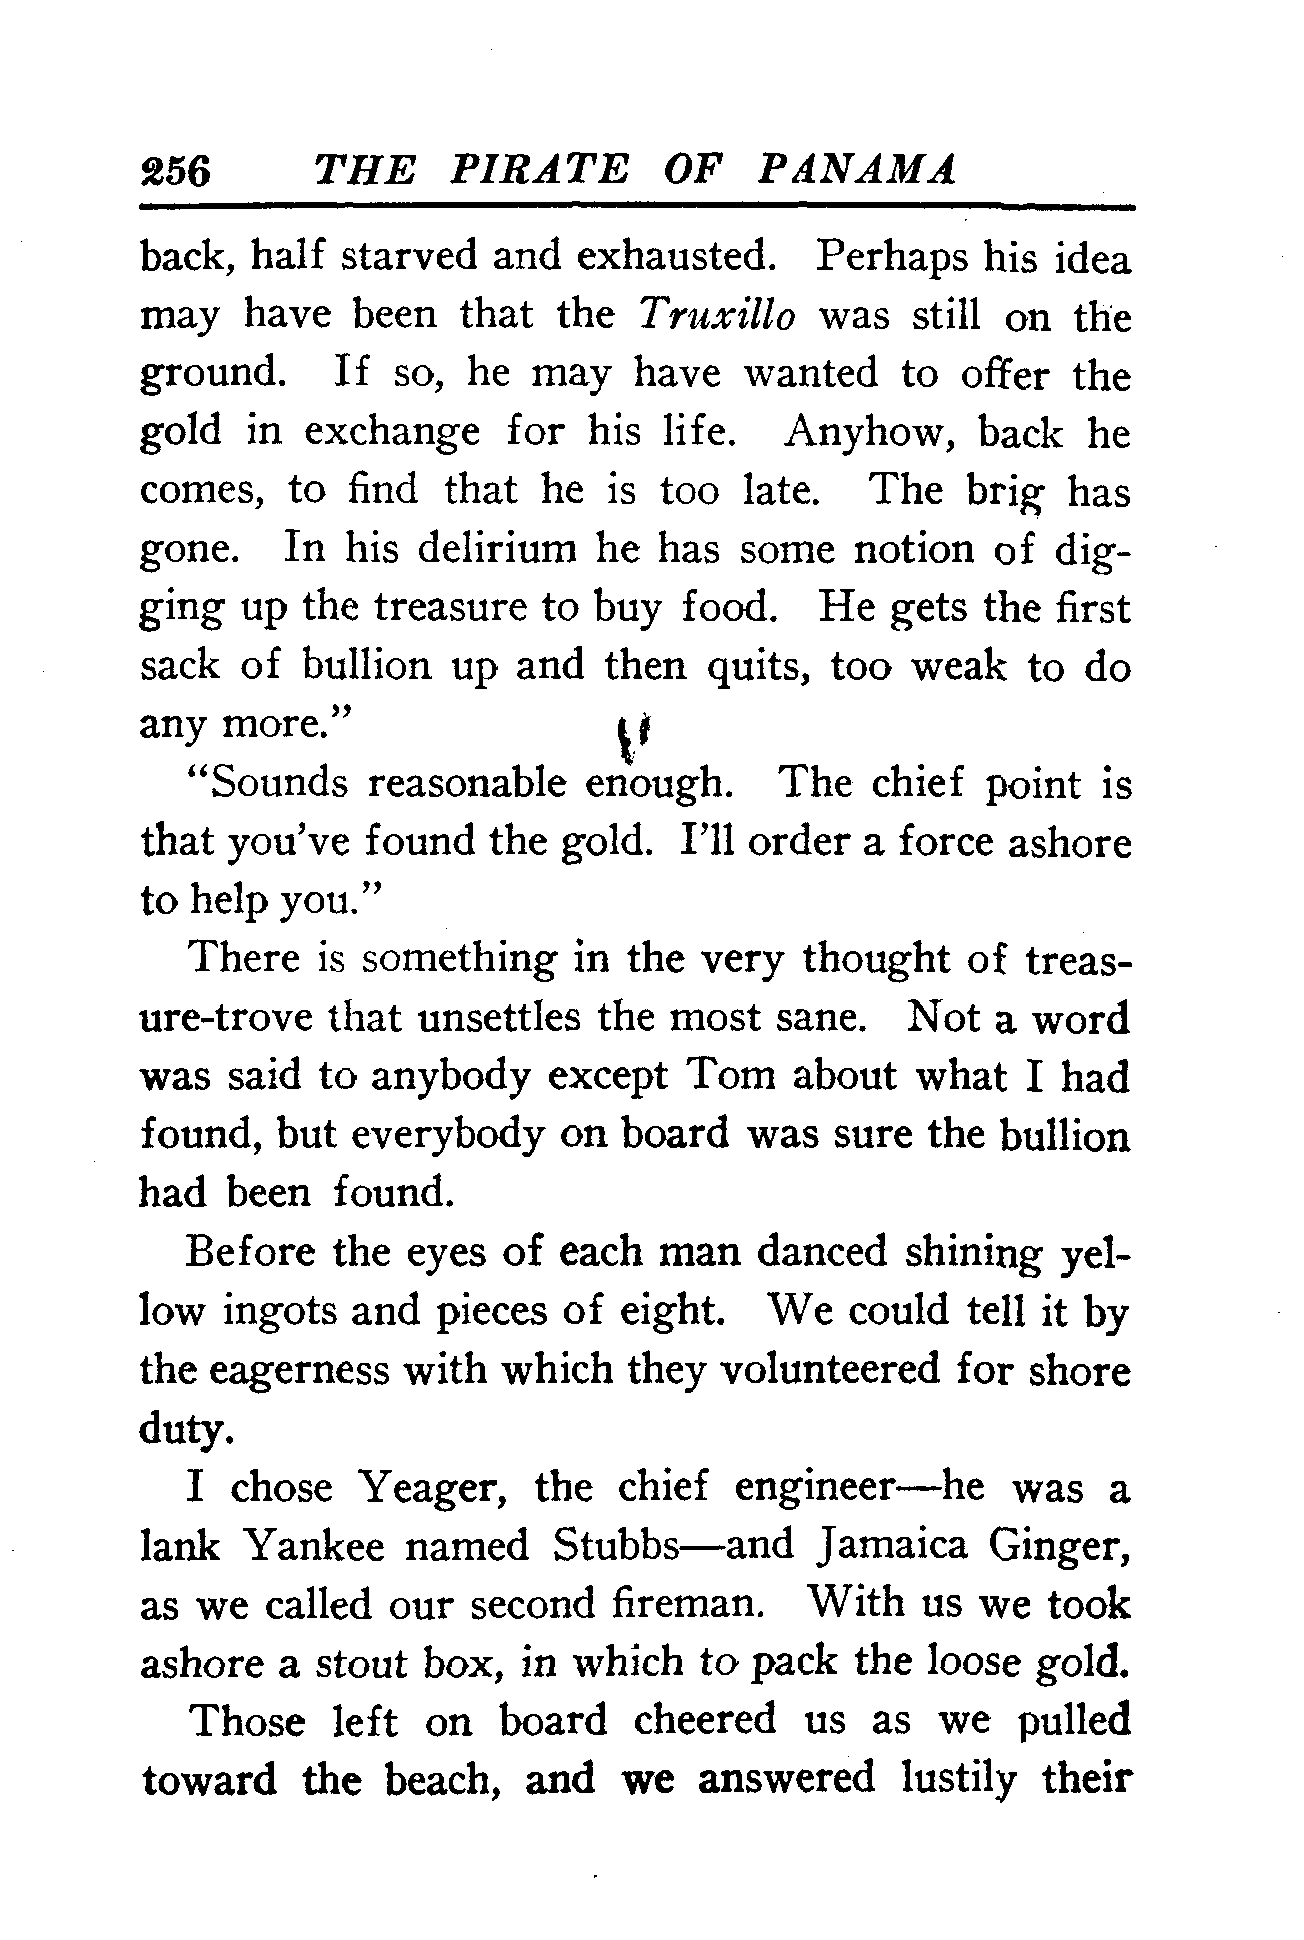 256 THE PIRATE OF PANAMA
back, half starved and exhausted. Perhaps his idea
may have been that the Truxillo was still on the
ground. If so, he may have wanted to offer the
gold in exchange for his life. Anyhow, back he
comes, to find that he is too late. The brig has
gone. In his delirium he has some notion of dig-
ging up the treasure to buy food. He gets the first
sack of bullion up and then quits, too weak to do
any more.”
“Sounds reasonable enough. The chief point is
that you’ve found the gold. I’ll order a force ashore
to help you.”
There is something in the very thought of treas-
ure-trove that unsettles the most sane. Not a word
was said to anybody except Tom about what I had
found, but everybody on board was sure the bullion
had been found.
Before the eyes of each man danced shining yel-
low ingots and pieces of eight. We could tell it by
the eagerness with which they volunteered for shore
duty.
I chose Yeager, the chief engineer—he was a
lank Yankee named Stubbs—and Jamaica Ginger,
as we called our second fireman. With us we took
ashore a stout box, in which to pack the loose gold.
Those left on board cheered us as we pulled
toward the beach, and we answered lustily their